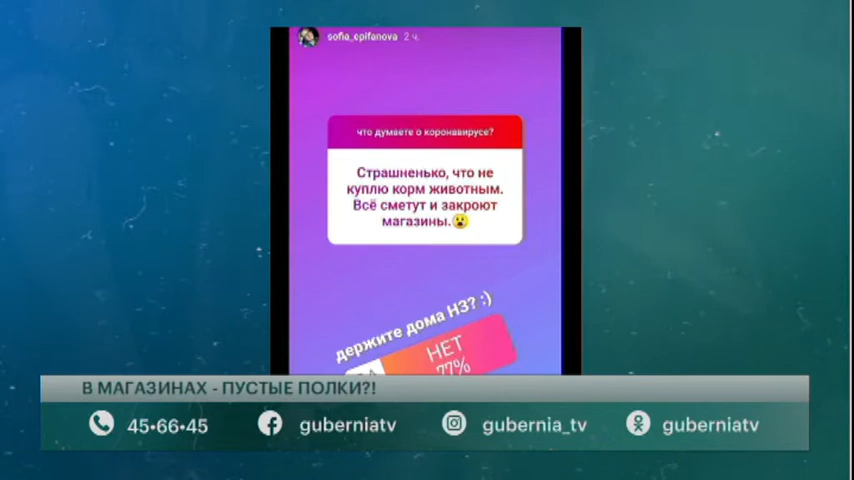 sofia_epifanova 2 ч.
что думаете о коронавирусе?
Страшненько, что не
куплю корм животным.
Всё сметут и закроют
магазины.😮
держите дома НЗ? :)
НЕТ
77%
В МАГАЗИНАХ - ПУСТЫЕ ПОЛКИ?!
45•66•45 guberniatv gubernia_tv guberniatv